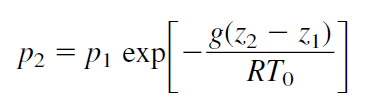 p₂ = p₁ exp[ − g(z₂ − z₁) / RT₀ ]